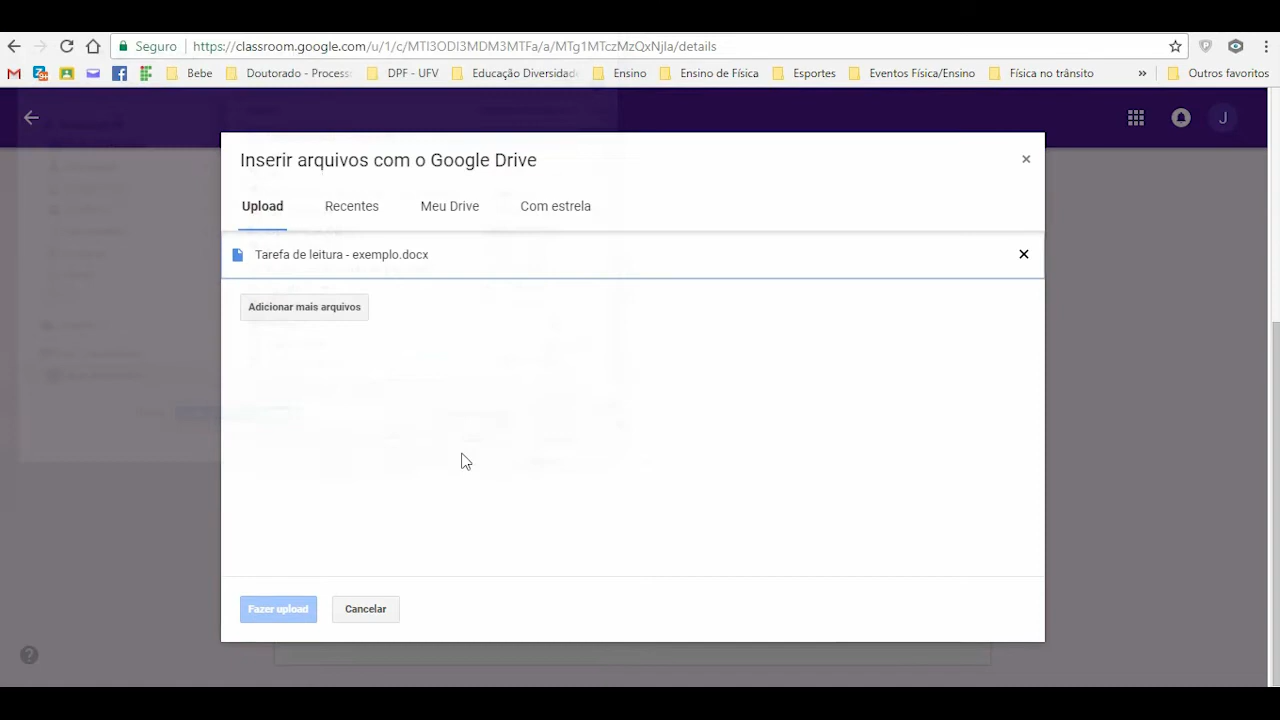 Seguro https://classroom.google.com/u/1/c/MTI3ODI3MDM3MTFa/a/MTg1MTczMzQxNjla/details
Bebe Doutorado - Process DPF - UFV Educação Diversidade Ensino Ensino de Física Esportes Eventos Física/Ensino Física no trânsito » Outros favoritos
J
Inserir arquivos com o Google Drive
Upload Recentes Meu Drive Com estrela
Tarefa de leitura - exemplo.docx
Adicionar mais arquivos
Fazer upload Cancelar